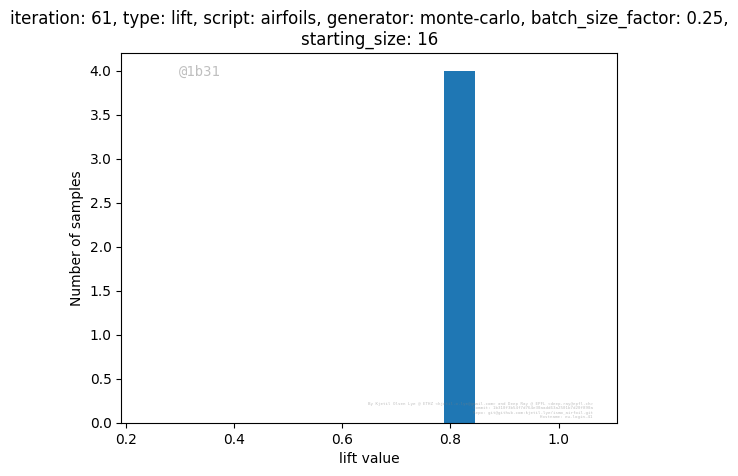 iteration: 61, type: lift, script: airfoils, generator: monte-carlo, batch_size_factor: 0.25,
starting_size: 16
@1b31
4.0
3.5
3.0
2.5
2.0
1.5
1.0
0.5
0.0
Number of samples
0.2 0.4 0.6 0.8 1.0
lift value